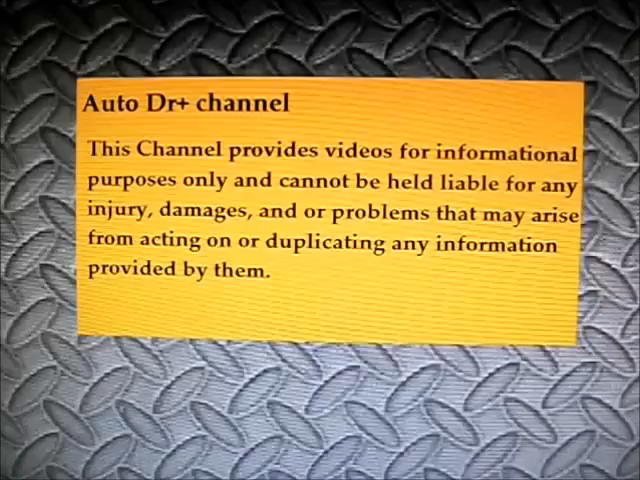 Auto Dr+ channel
This Channel provides videos for informational
purposes only and cannot be held liable for any
injury, damages, and or problems that may arise
from acting on or duplicating any information
provided by them.